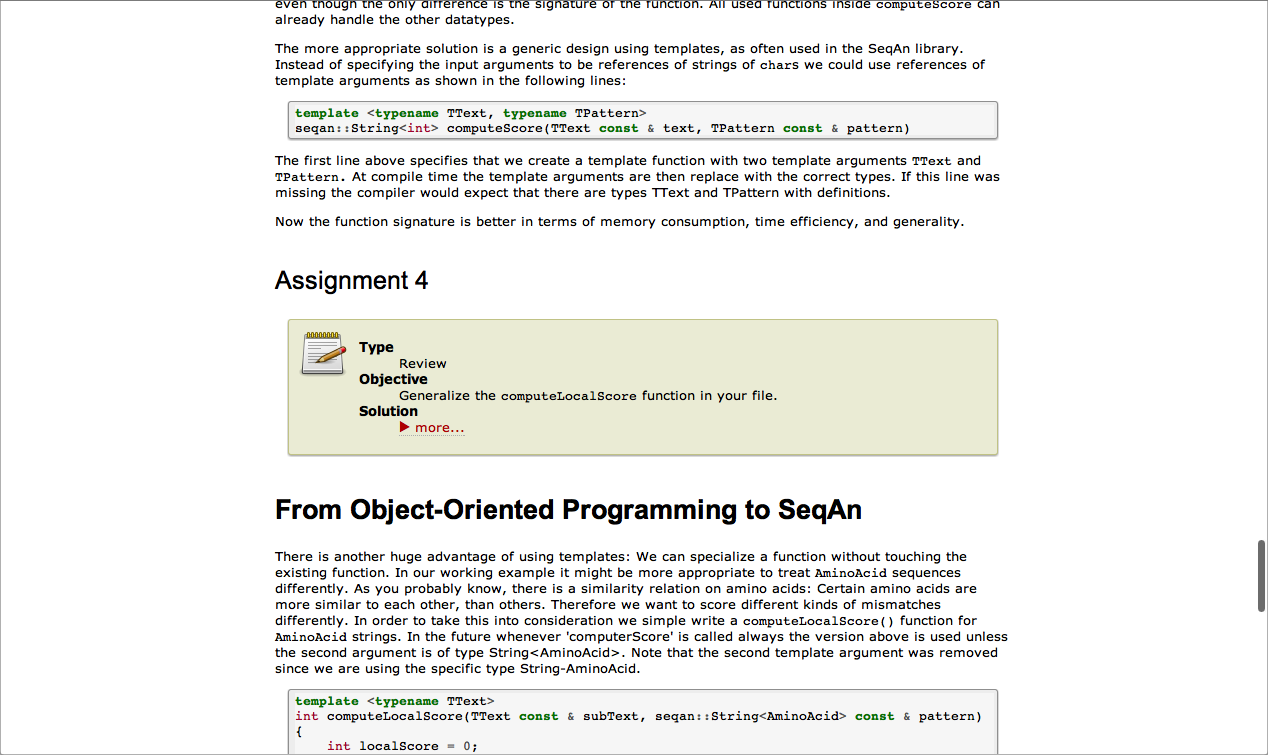 even though the only difference is the signature of the function. All used functions inside computeScore can
already handle the other datatypes.
The more appropriate solution is a generic design using templates, as often used in the SeqAn library.
Instead of specifying the input arguments to be references of strings of chars we could use references of
template arguments as shown in the following lines:
template <typename TText, typename TPattern>
seqan::String<int> computeScore(TText const & text, TPattern const & pattern)
The first line above specifies that we create a template function with two template arguments TText and
TPattern. At compile time the template arguments are then replace with the correct types. If this line was
missing the compiler would expect that there are types TText and TPattern with definitions.
Now the function signature is better in terms of memory consumption, time efficiency, and generality.
Assignment 4
Type
Review
Objective
Generalize the computeLocalScore function in your file.
Solution
more...
From Object-Oriented Programming to SeqAn
There is another huge advantage of using templates: We can specialize a function without touching the
existing function. In our working example it might be more appropriate to treat AminoAcid sequences
differently. As you probably know, there is a similarity relation on amino acids: Certain amino acids are
more similar to each other, than others. Therefore we want to score different kinds of mismatches
differently. In order to take this into consideration we simple write a computeLocalScore() function for
AminoAcid strings. In the future whenever 'computerScore' is called always the version above is used unless
the second argument is of type String<AminoAcid>. Note that the second template argument was removed
since we are using the specific type String-AminoAcid.
template <typename TText>
int computeLocalScore(TText const & subText, seqan::String<AminoAcid> const & pattern)
{
int localScore = 0;